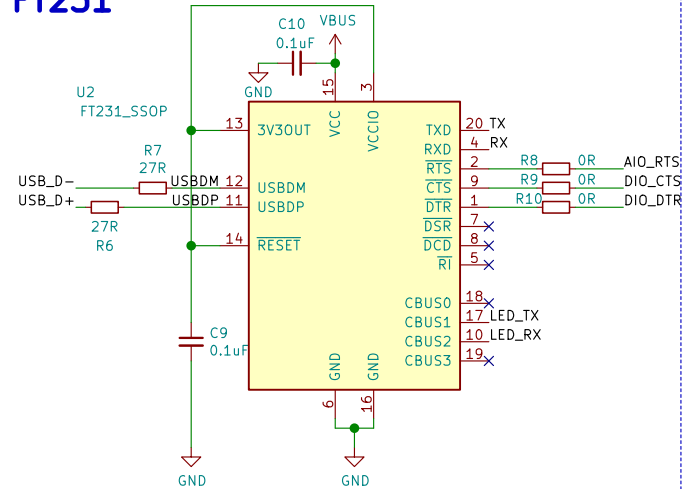 FT231
C10
0.1uF
VBUS
GND
15
3
U2
FT231_SSOP
VCC
VCCIO
13
3V3OUT
TXD
20
TX
RXD
4
RX
R7
27R
RTS
2
R8
0R
AIO_RTS
USB_D-
USBDM
12
USBDM
CTS
9
R9
0R
DIO_CTS
USB_D+
USBDP
11
USBDP
DTR
1
R10
0R
DIO_DTR
27R
R6
DSR
7
14
RESET
DCD
8
RI
5
CBUS0
18
CBUS1
17
LED_TX
C9
0.1uF
CBUS2
10
LED_RX
CBUS3
19
GND
GND
6
16
GND
GND